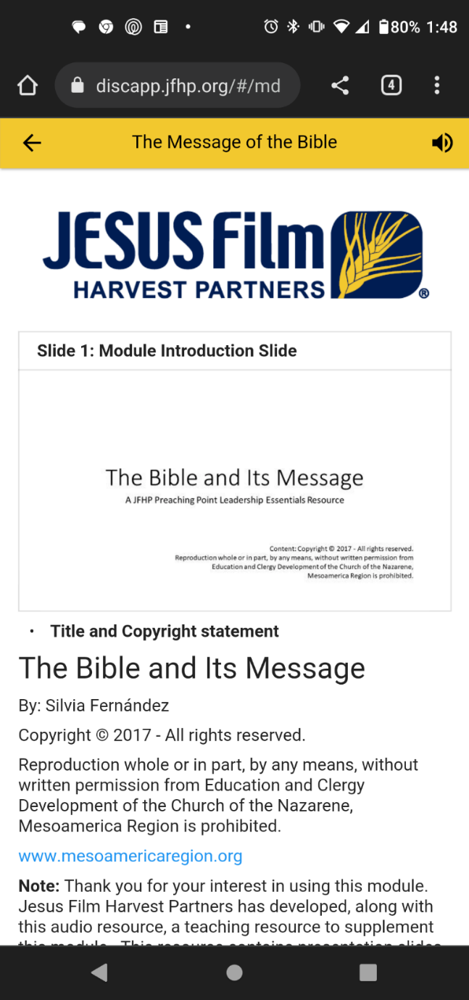 80% 1:48
discapp.jfhp.org/#/md
4
The Message of the Bible
JESUS Film
HARVEST PARTNERS
®
Slide 1: Module Introduction Slide
The Bible and Its Message
A JFHP Preaching Point Leadership Essentials Resource
Content: Copyright © 2017 - All rights reserved.
Reproduction whole or in part, by any means, without written permission from
Education and Clergy Development of the Church of the Nazarene,
Mesoamerica Region is prohibited.
• Title and Copyright statement
The Bible and Its Message
By: Silvia Fernández
Copyright © 2017 - All rights reserved.
Reproduction whole or in part, by any means, without
written permission from Education and Clergy
Development of the Church of the Nazarene,
Mesoamerica Region is prohibited.
www.mesoamericaregion.org
Note: Thank you for your interest in using this module.
Jesus Film Harvest Partners has developed, along with
this audio resource, a teaching resource to supplement
this module. This resource contains presentation slides